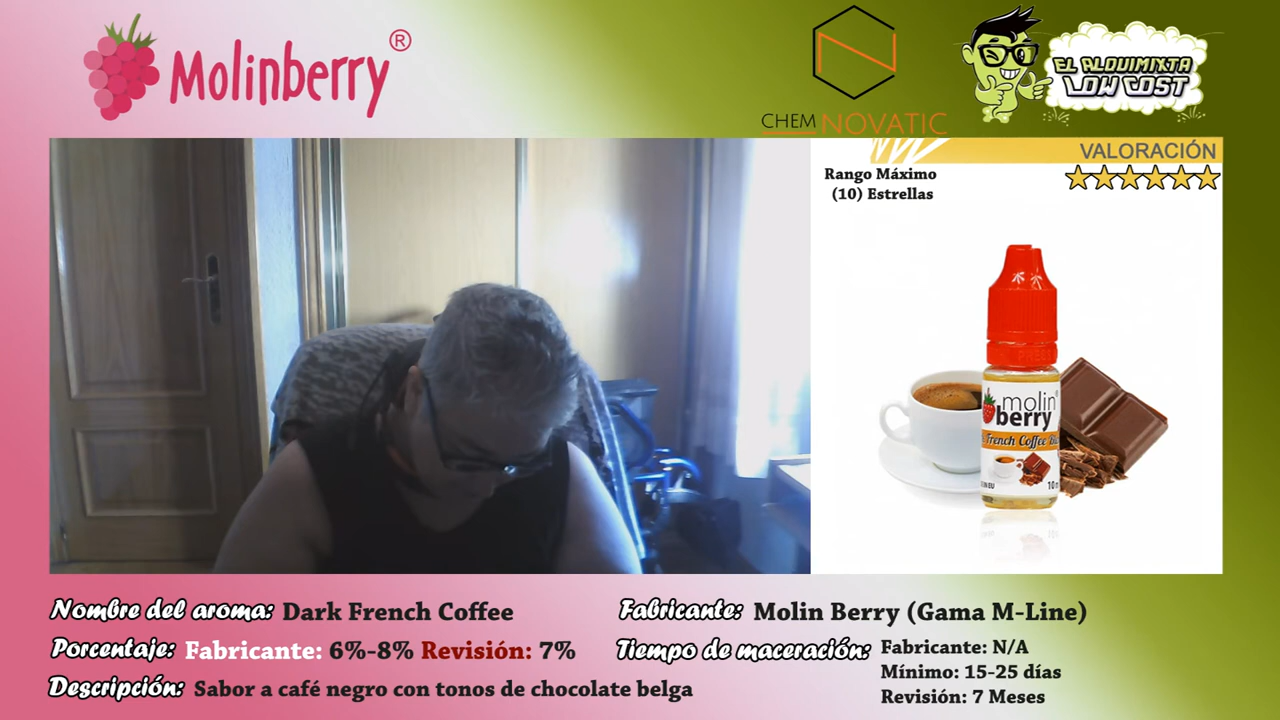 Molinberry®
CHEM NOVATIC
EL ALQUIMIXTA
LOW COST
VALORACIÓN
Rango Máximo
(10) Estrellas
molin
berry
French Coffee
10
Nombre del aroma: Dark French Coffee
Fabricante: Molin Berry (Gama M-Line)
Porcentaje: Fabricante: 6%-8% Revisión: 7%
Tiempo de maceración: Fabricante: N/A
Mínimo: 15-25 días
Revisión: 7 Meses
Descripción: Sabor a café negro con tonos de chocolate belga